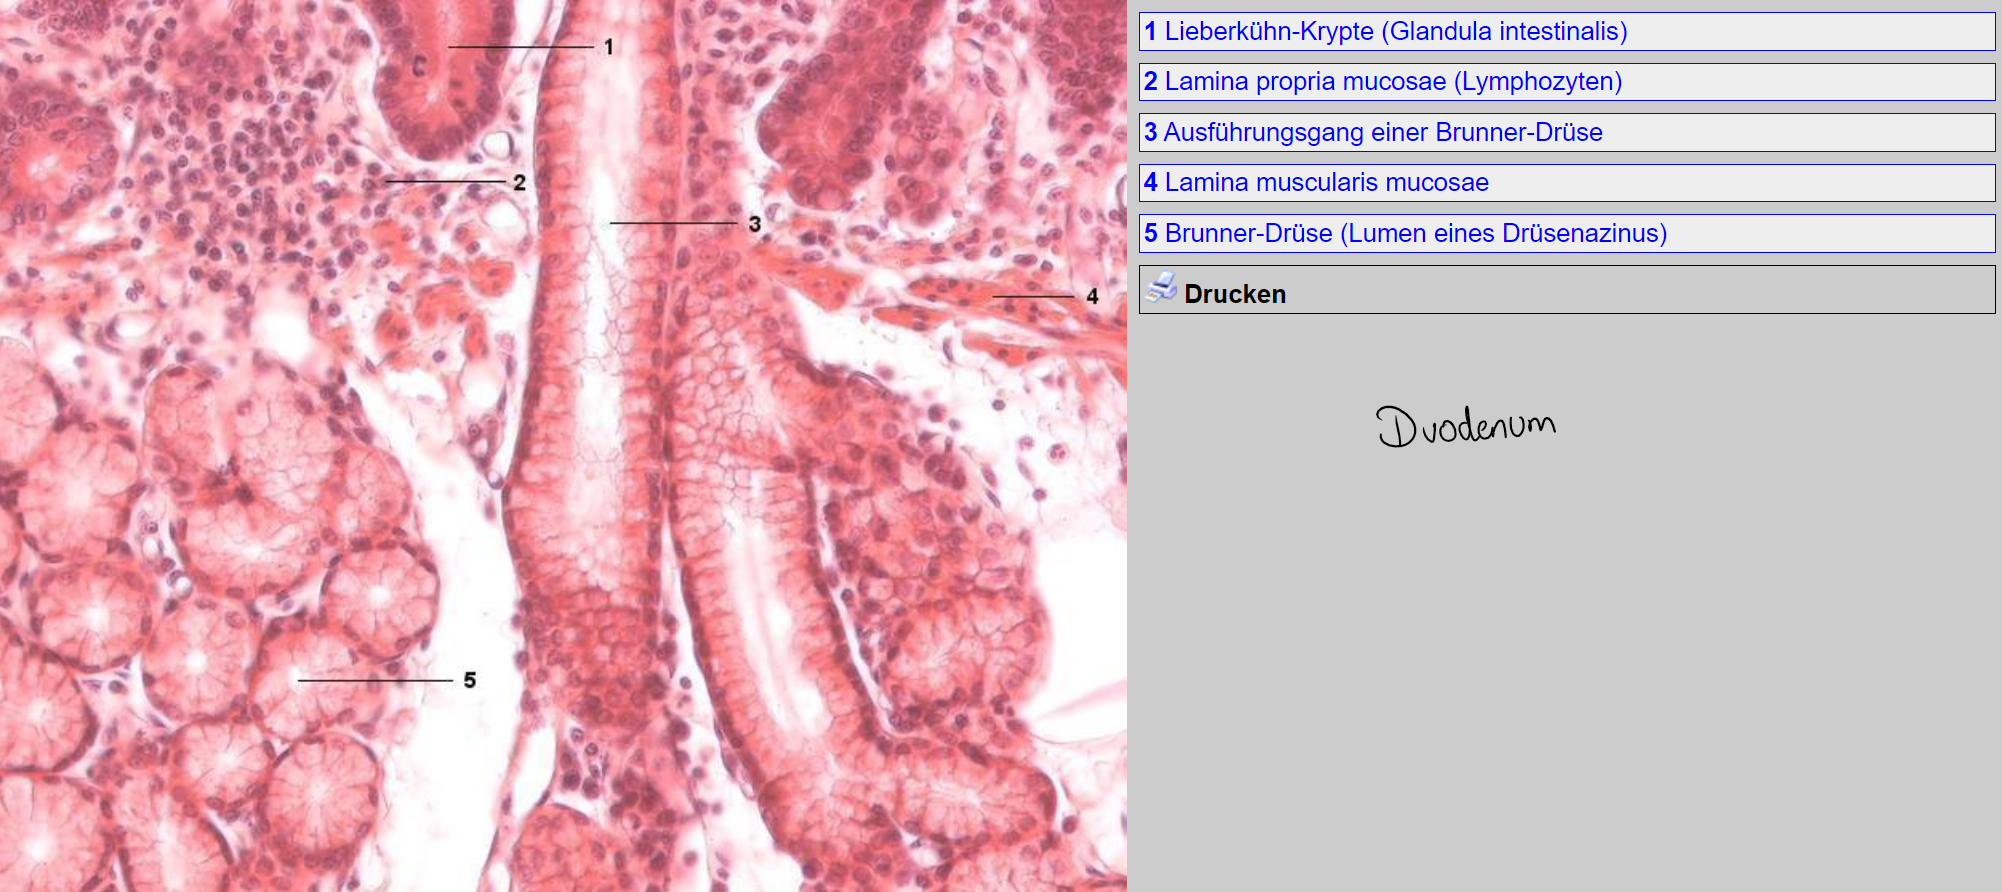 1
2
3
4
5
1 Lieberkühn-Krypte (Glandula intestinalis)
2 Lamina propria mucosae (Lymphozyten)
3 Ausführungsgang einer Brunner-Drüse
4 Lamina muscularis mucosae
5 Brunner-Drüse (Lumen eines Drüsenazinus)
Drucken
Duodenum